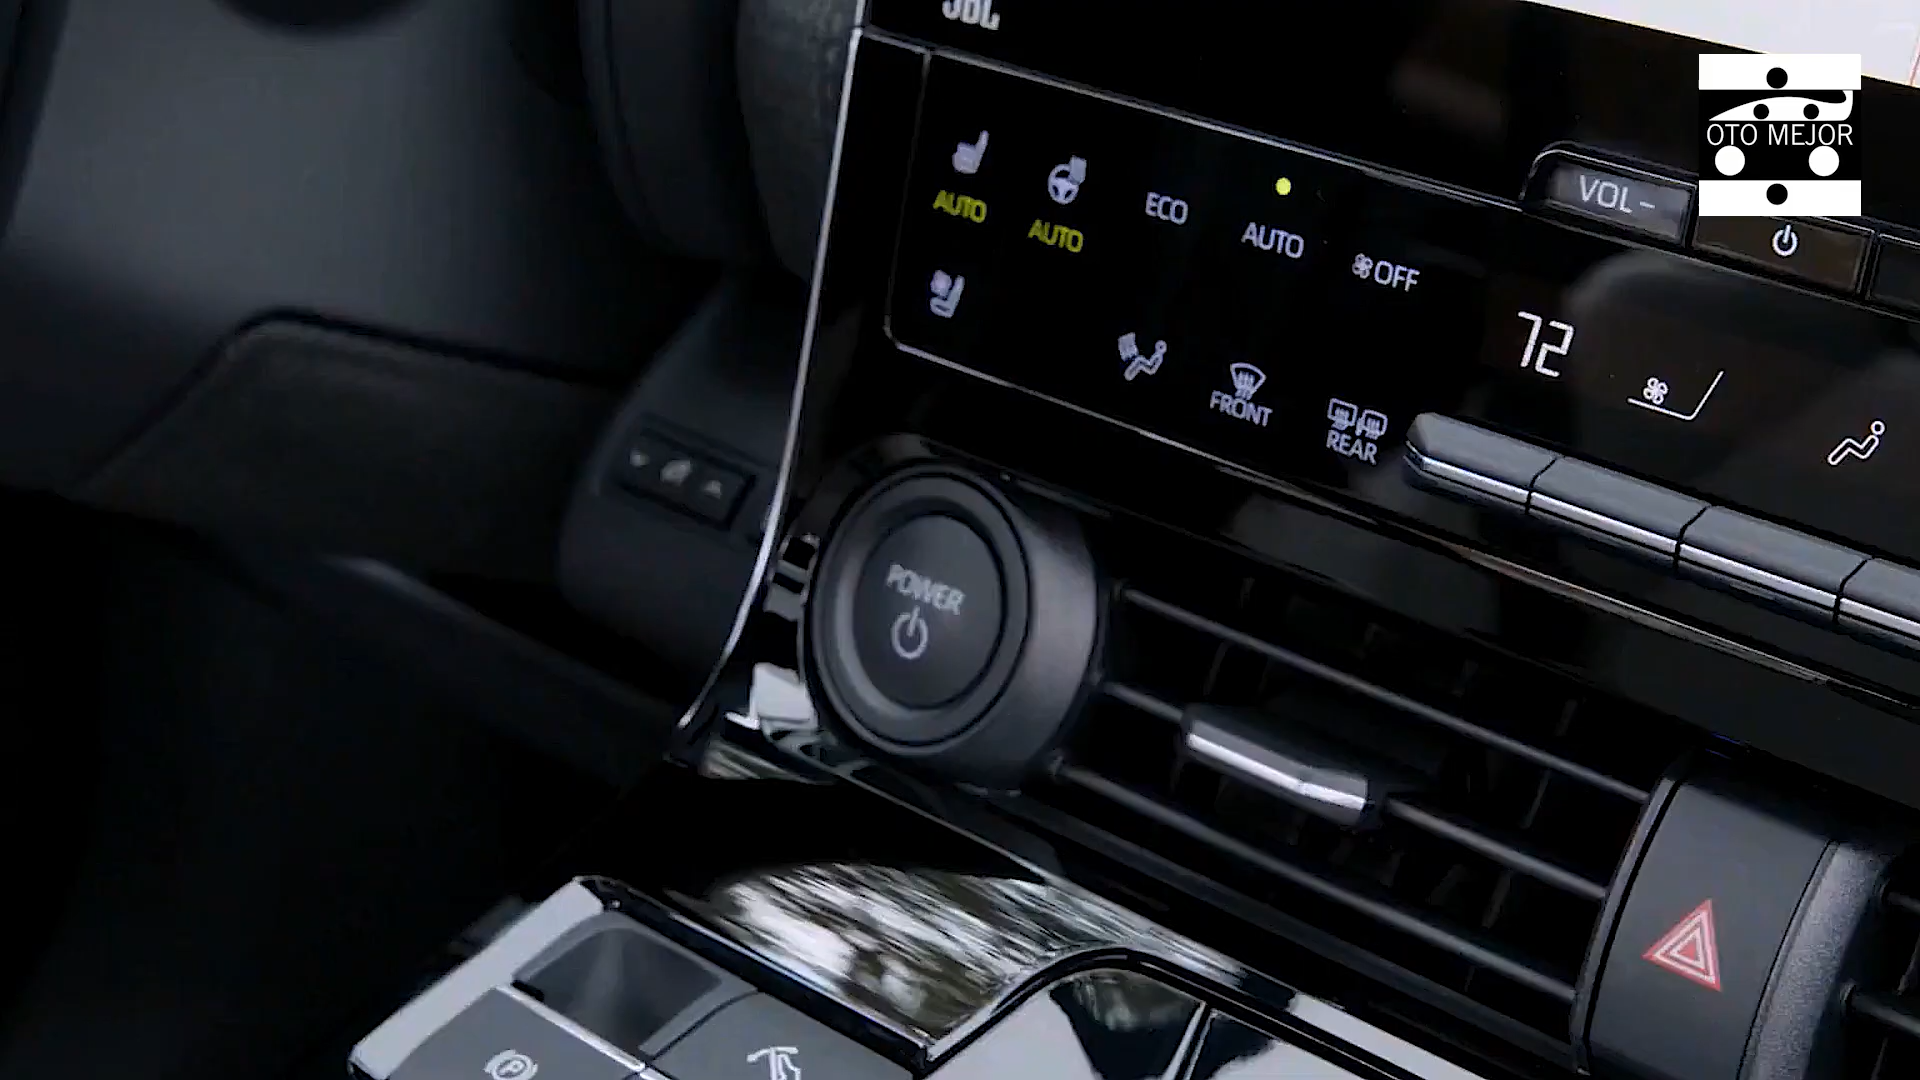 JBL
OTO MEJOR
AUTO
AUTO
ECO
AUTO
OFF
VOL -
72
FRONT
REAR
POWER
P